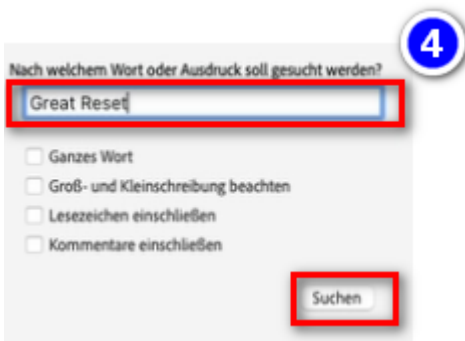 4
Nach welchem Wort oder Ausdruck soll gesucht werden?
Great Reset
Ganzes Wort
Groß- und Kleinschreibung beachten
Lesezeichen einschließen
Kommentare einschließen
Suchen